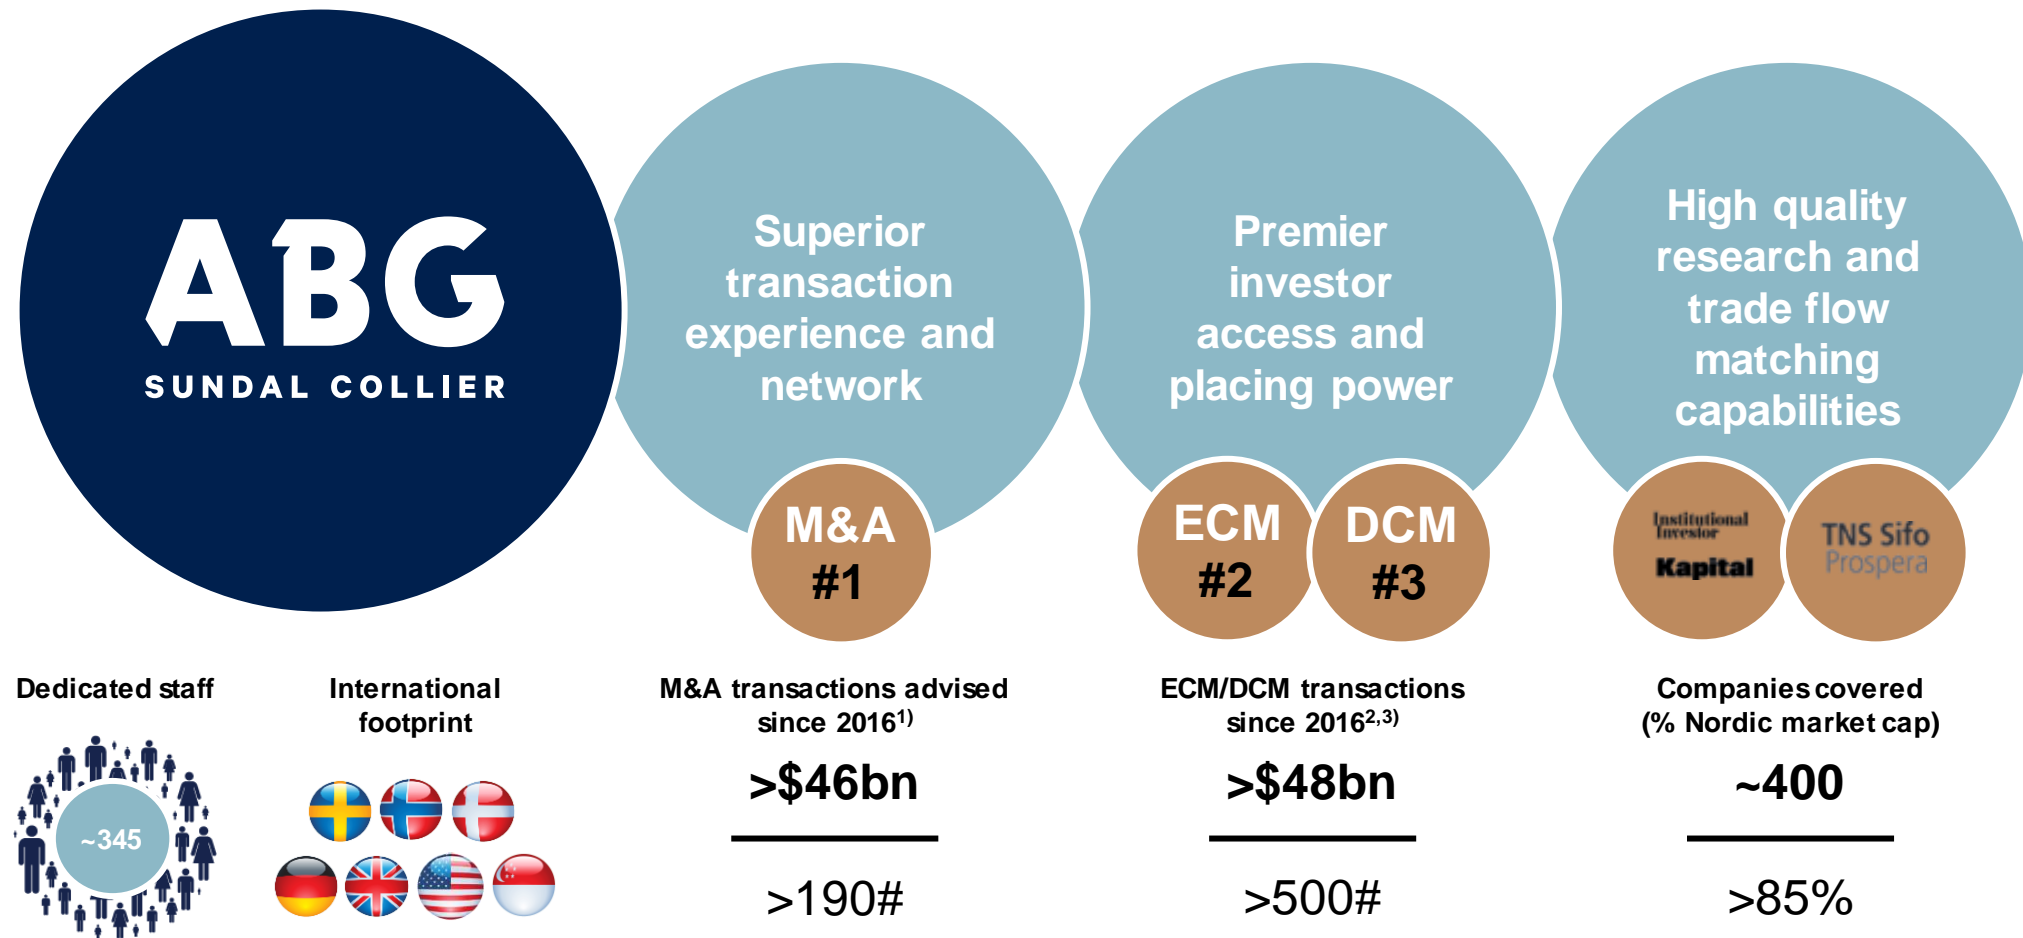 ABG
SUNDAL COLLIER
Superior
transaction
experience and
network
M&A
#1
Premier
investor
access and
placing power
ECM
#2
DCM
#3
High quality
research and
trade flow
matching
capabilities
Institutional
Investor
Kapital
TNS Sifo
Prospera
Dedicated staff
~345
International
footprint
M&A transactions advised
since 2016¹⁾
>$46bn
>190#
ECM/DCM transactions
since 2016²,³⁾
>$48bn
>500#
Companies covered
(% Nordic market cap)
~400
>85%